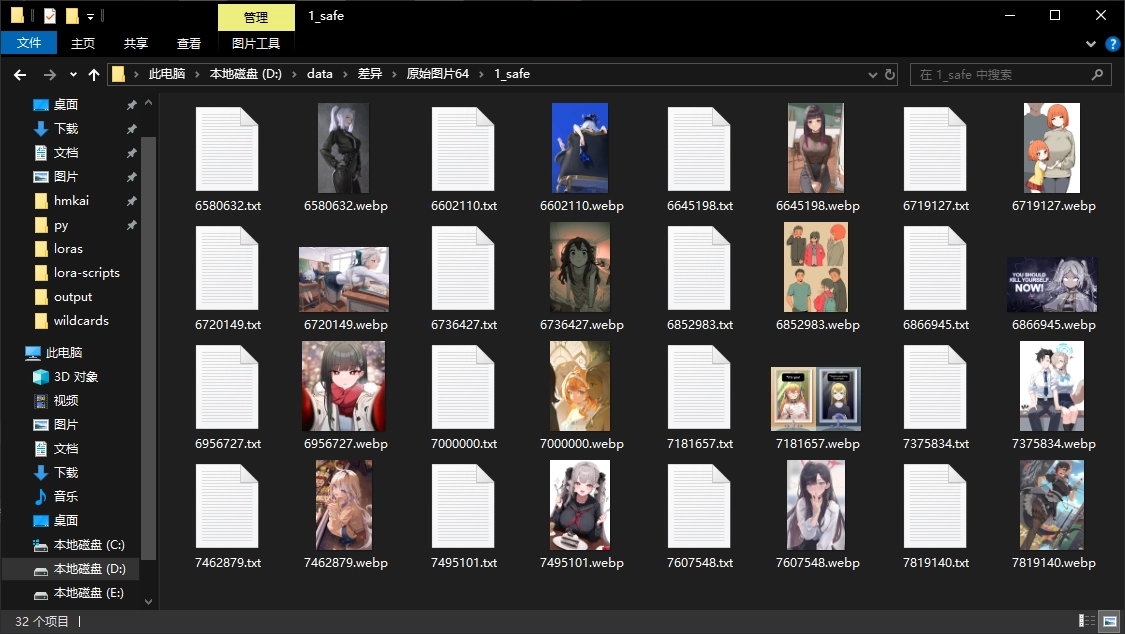 管理
1_safe
文件
主页
共享
查看
图片工具
此电脑 › 本地磁盘 (D:) › data › 差异 › 原始图片64 › 1_safe
在 1_safe 中搜索
桌面
下载
文档
图片
hmkai
py
loras
lora-scripts
output
wildcards
此电脑
3D 对象
视频
图片
文档
下载
音乐
桌面
本地磁盘 (C:)
本地磁盘 (D:)
本地磁盘 (E:)
6580632.txt
6580632.webp
6602110.txt
6602110.webp
6645198.txt
6645198.webp
6719127.txt
6719127.webp
YOU SHOULD
KILL YOURSELF
NOW!
6720149.txt
6720149.webp
6736427.txt
6736427.webp
6852983.txt
6852983.webp
6866945.txt
6866945.webp
6956727.txt
6956727.webp
7000000.txt
7000000.webp
7181657.txt
7181657.webp
7375834.txt
7375834.webp
7462879.txt
7462879.webp
7495101.txt
7495101.webp
7607548.txt
7607548.webp
7819140.txt
7819140.webp
32 个项目